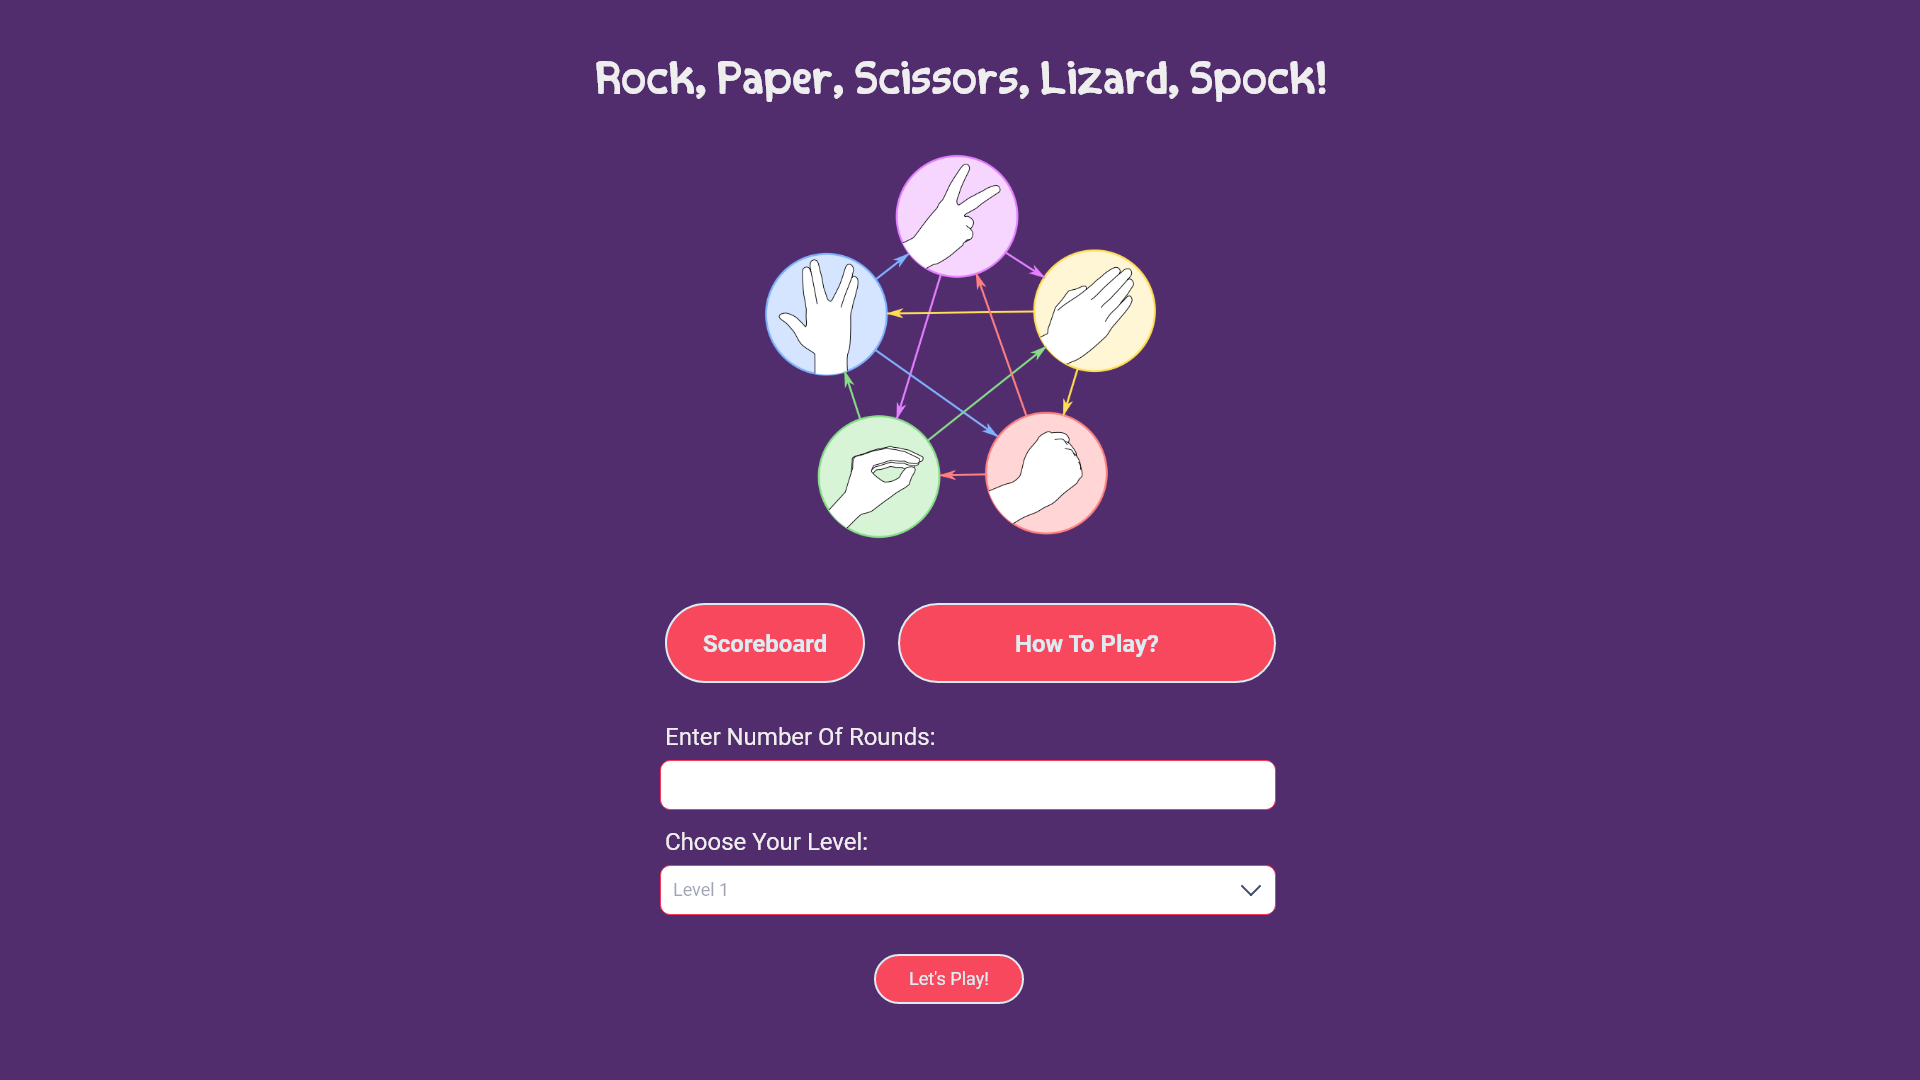 Rock, Paper, Scissors, Lizard, Spock!
Scoreboard
How To Play?
Enter Number Of Rounds:
Choose Your Level:
Level 1
Let's Play!